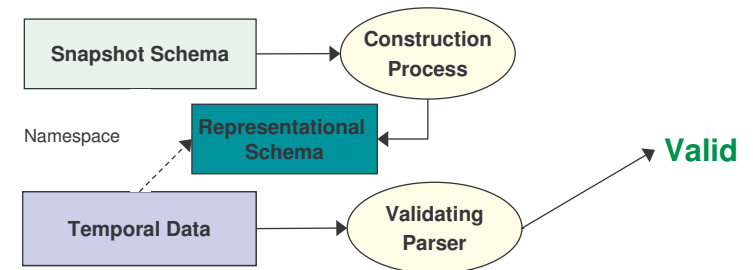 Snapshot Schema
Construction
Process
Namespace
Representational
Schema
Valid
Temporal Data
Validating
Parser